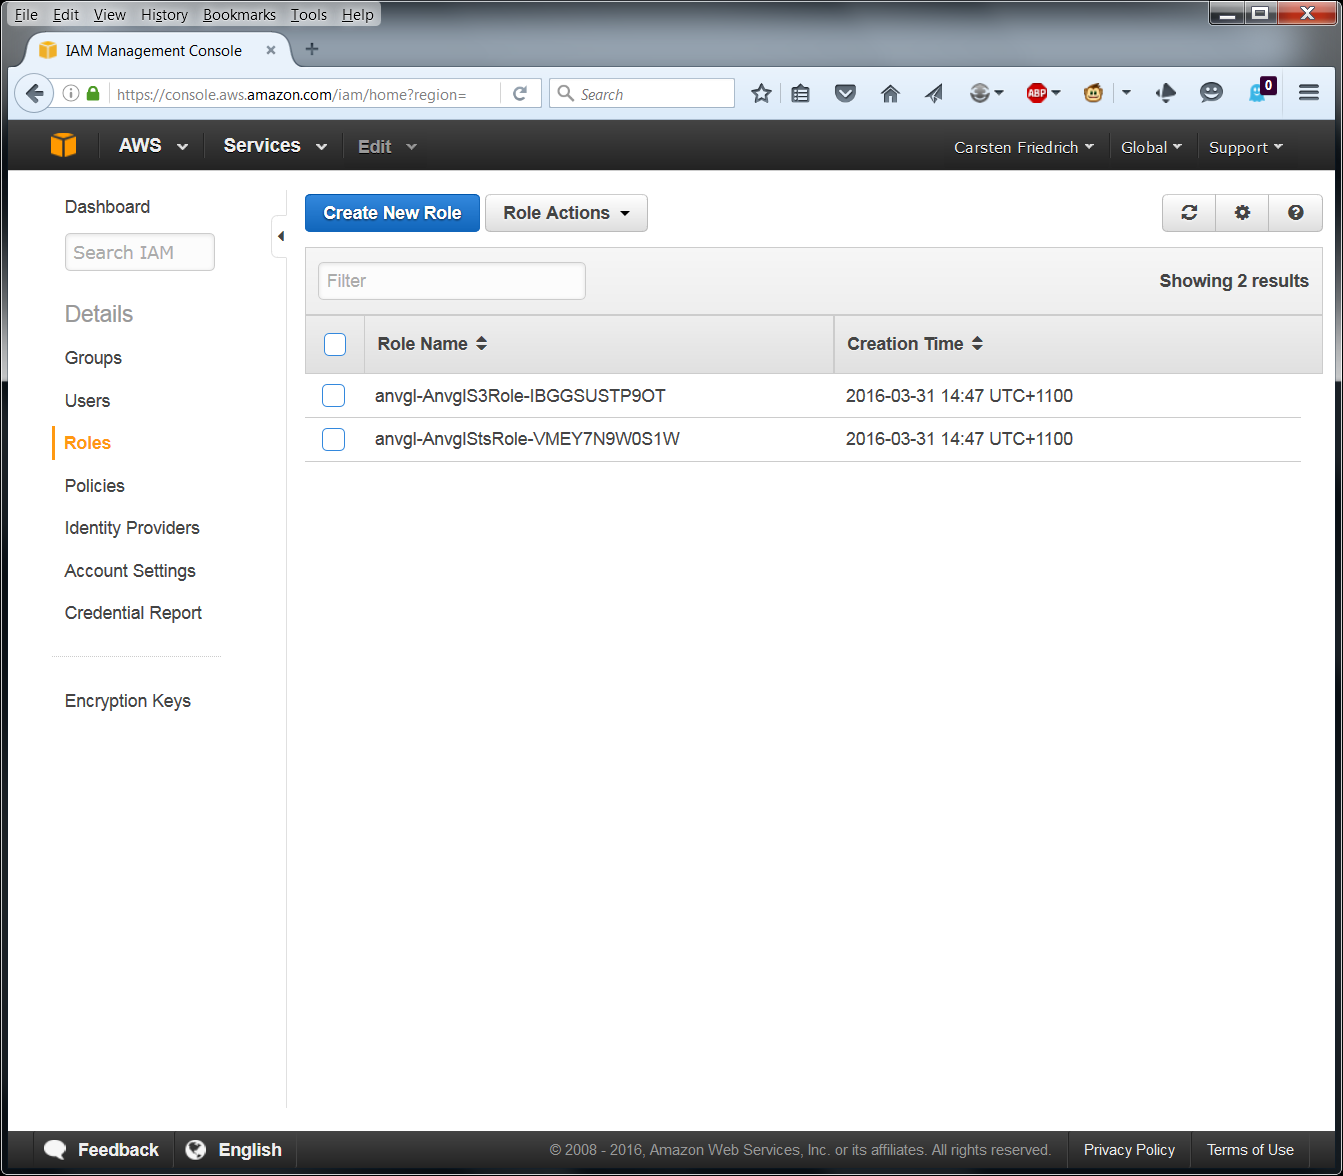 File Edit View History Bookmarks Tools Help
IAM Management Console
https://console.aws.amazon.com/iam/home?region=
Search
ABP
0
AWS Services Edit Carsten Friedrich Global Support
Dashboard
Search IAM
Details
Groups
Users
Roles
Policies
Identity Providers
Account Settings
Credential Report
Encryption Keys
Create New Role Role Actions
Filter
Showing 2 results
Role Name Creation Time
anvgl-AnvglS3Role-IBGGSUSTP9OT 2016-03-31 14:47 UTC+1100
anvgl-AnvglStsRole-VMEY7N9W0S1W 2016-03-31 14:47 UTC+1100
Feedback English © 2008 - 2016, Amazon Web Services, Inc. or its affiliates. All rights reserved. Privacy Policy Terms of Use